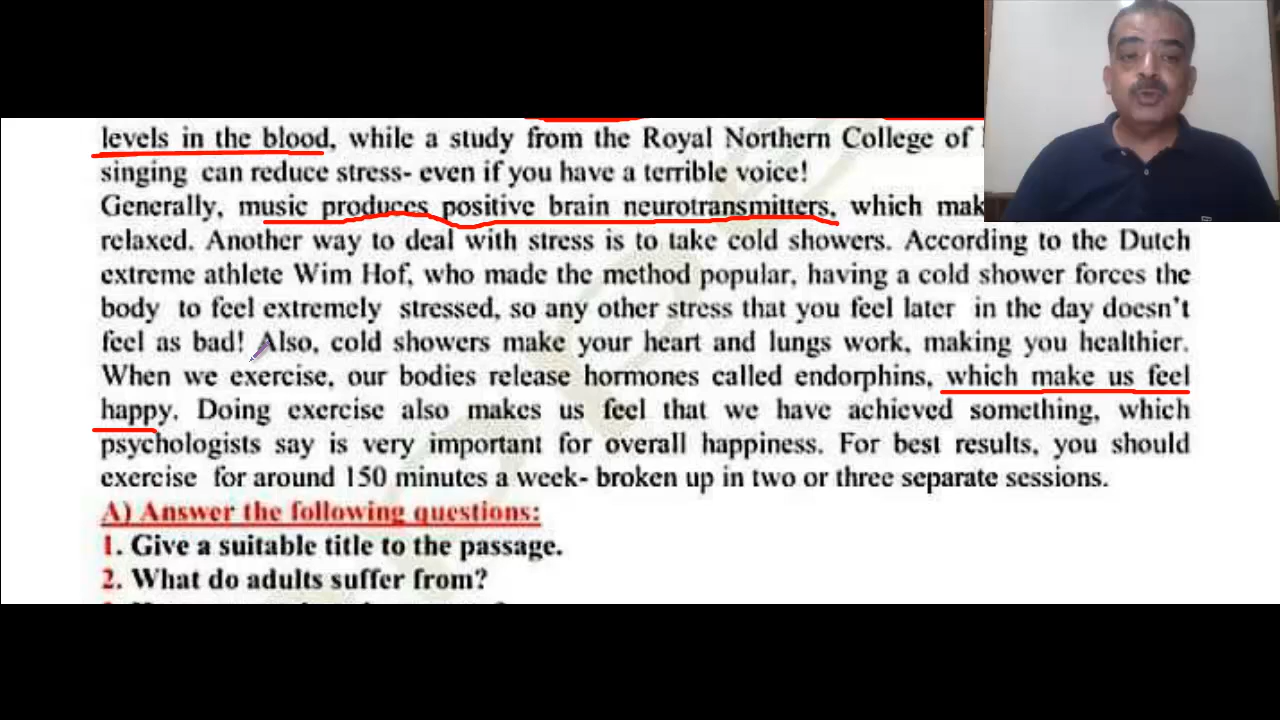 levels in the blood, while a study from the Royal Northern College of
singing can reduce stress- even if you have a terrible voice!
Generally, music produces positive brain neurotransmitters, which
relaxed. Another way to deal with stress is to take cold showers. According to the Dutch
extreme athlete Wim Hof, who made the method popular, having a cold shower forces the
body to feel extremely stressed, so any other stress that you feel later in the day doesn't
feel as bad! Also, cold showers make your heart and lungs work, making you healthier.
When we exercise, our bodies release hormones called endorphins, which make us feel
happy. Doing exercise also makes us feel that we have achieved something, which
psychologists say is very important for overall happiness. For best results, you should
exercise for around 150 minutes a week- broken up in two or three separate sessions.
A) Answer the following questions:
1. Give a suitable title to the passage.
2. What do adults suffer from?